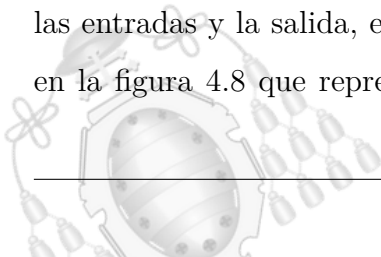 las entradas y la salida, e
en la figura 4.8 que repre